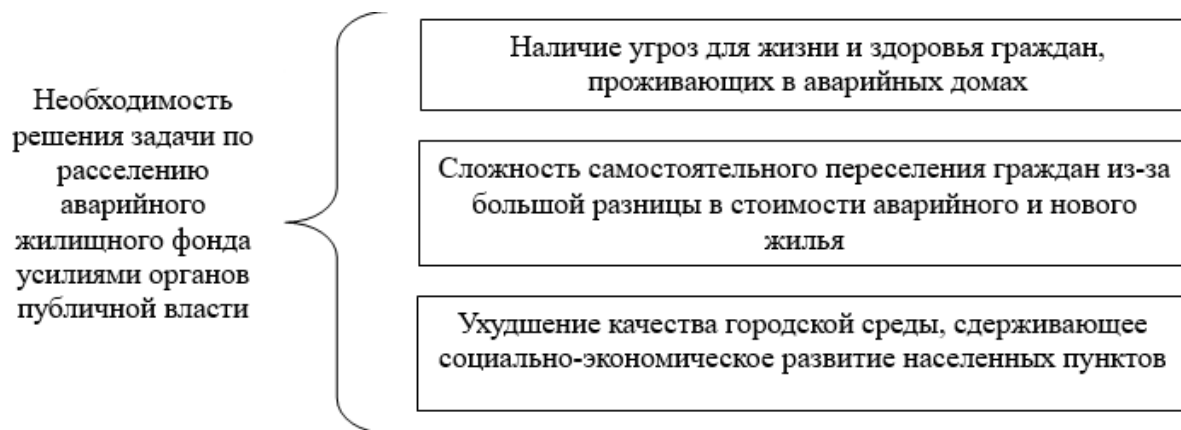 Необходимость
решения задачи по
расселению
аварийного
жилищного фонда
усилиями органов
публичной власти
Наличие угроз для жизни и здоровья граждан,
проживающих в аварийных домах
Сложность самостоятельного переселения граждан из-за
большой разницы в стоимости аварийного и нового
жилья
Ухудшение качества городской среды, сдерживающее
социально-экономическое развитие населенных пунктов